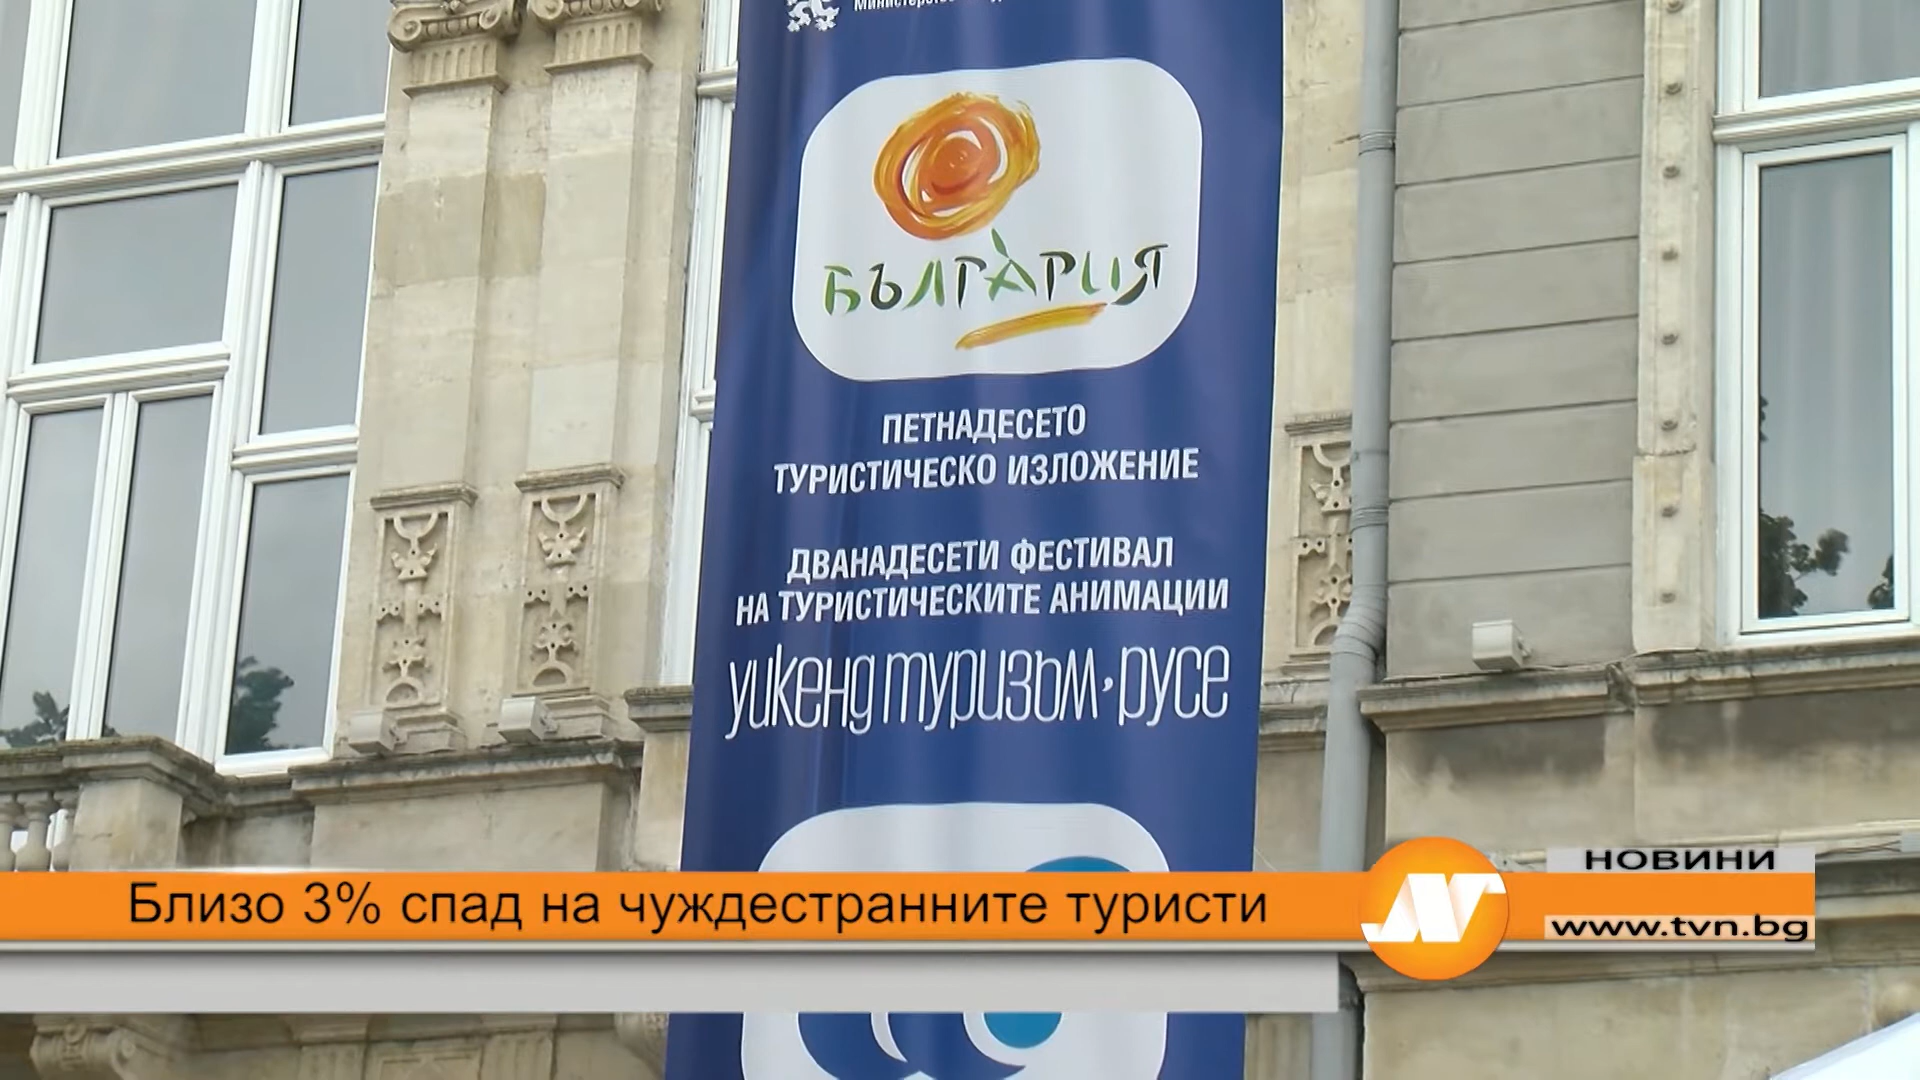 БЪЛГАРИЯ
ПЕТНАДЕСЕТО
ТУРИСТИЧЕСКО ИЗЛОЖЕНИЕ
ДВАНАДЕСЕТИ ФЕСТИВАЛ
НА ТУРИСТИЧЕСКИТЕ АНИМАЦИИ
уикенд туризъм, русе
Близо 3% спад на чуждестранните туристи
НОВИНИ
www.tvn.bg